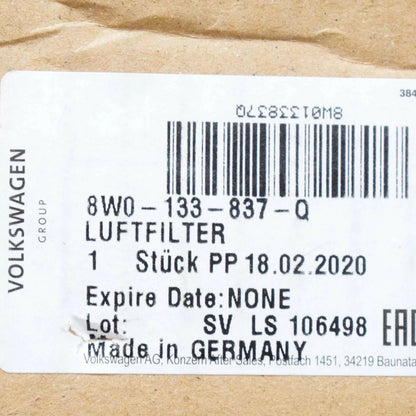 384
8W0133837Q
VOLKSWAGEN
GROUP
8W0-133-837-Q
LUFTFILTER
1 Stück PP 18.02.2020
Expire Date:NONE
Lot: SV LS 106498
EAC
Made in GERMANY
Volkswagen AG, Konzern After Sales, Postfach 1451, 34219 Baunata